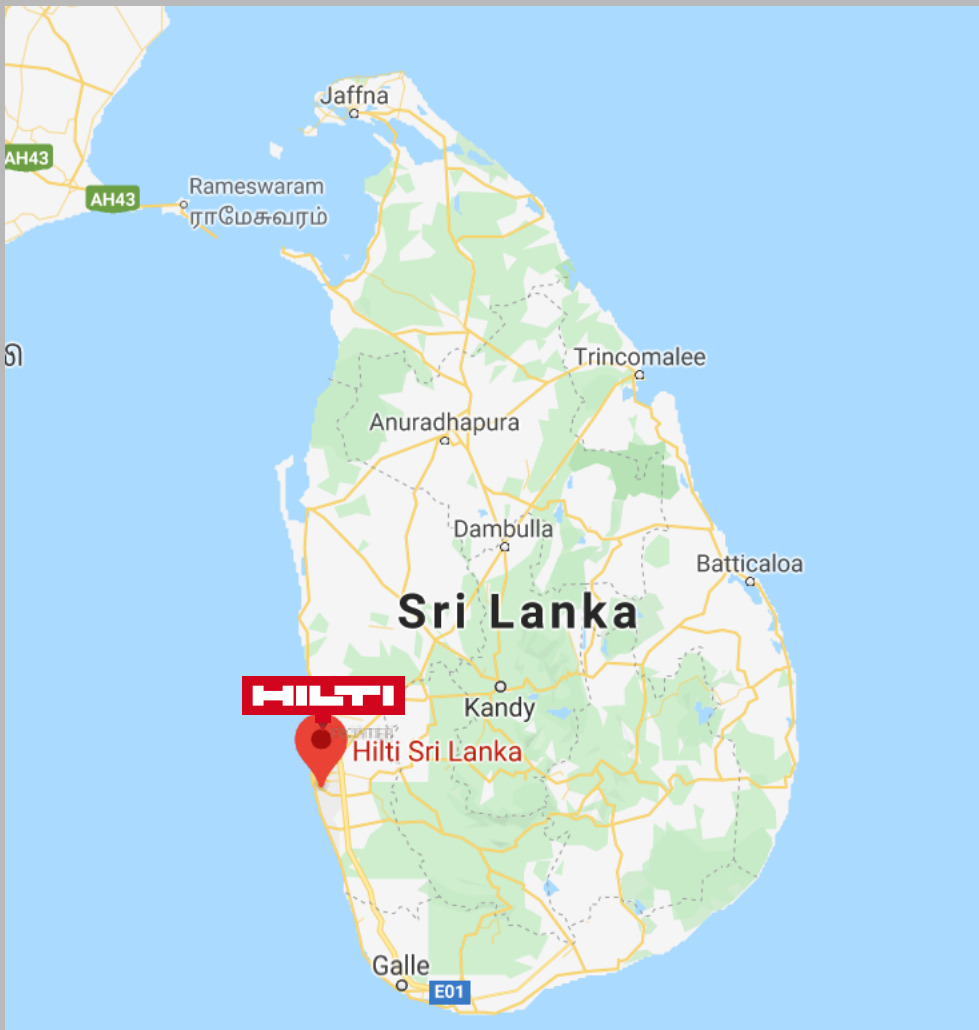 Jaffna
AH43
AH43
Rameswaram
ராமேசுவரம்
Trincomalee
Anuradhapura
Dambulla
Batticaloa
Sri Lanka
HILTI
Kandy
Hilti Sri Lanka
Galle
E01